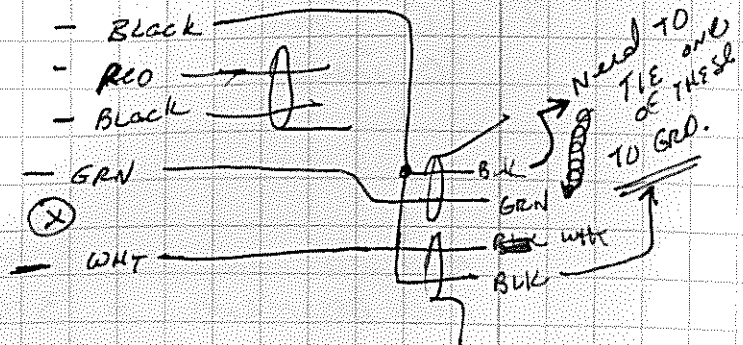 - Black
- RED
- Black
- GRN
X
- WHT
BLK
GRN
WHT
BLK
Need TO
TIE ONE
OF THESE
TO GRD.